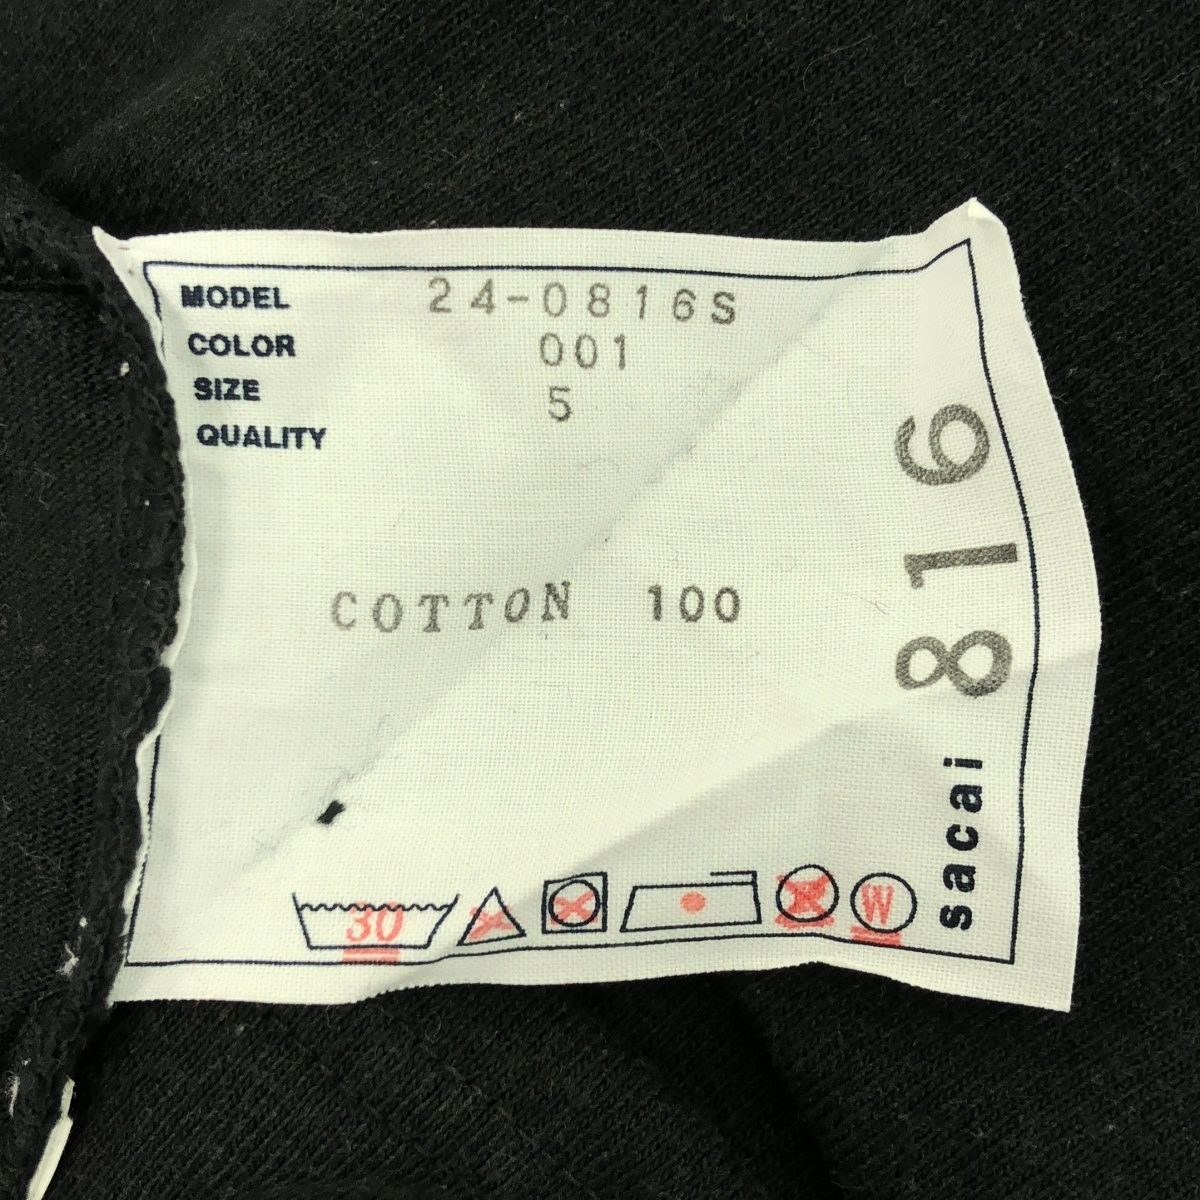 MODEL 24-0816S
COLOR 001
SIZE 5
QUALITY
COTTON 100
30
W
sacai 816